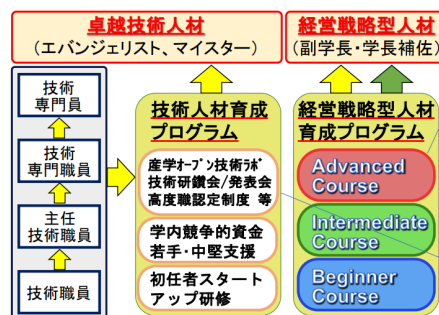 卓越技術人材
(エバンジェリスト、マイスター)
経営戦略型人材
(副学長・学長補佐)
技術
専門員
技術
専門職員
主任
技術職員
技術職員
技術人材育成
プログラム
産学ｵｰﾌﾟﾝ技術ﾗﾎﾞ
技術研鑽会/発表会
高度職認定制度 等
学内競争的資金
若手・中堅支援
初任者スタート
アップ研修
経営戦略型人材
育成プログラム
Advanced
Course
Intermediate
Course
Beginner
Course